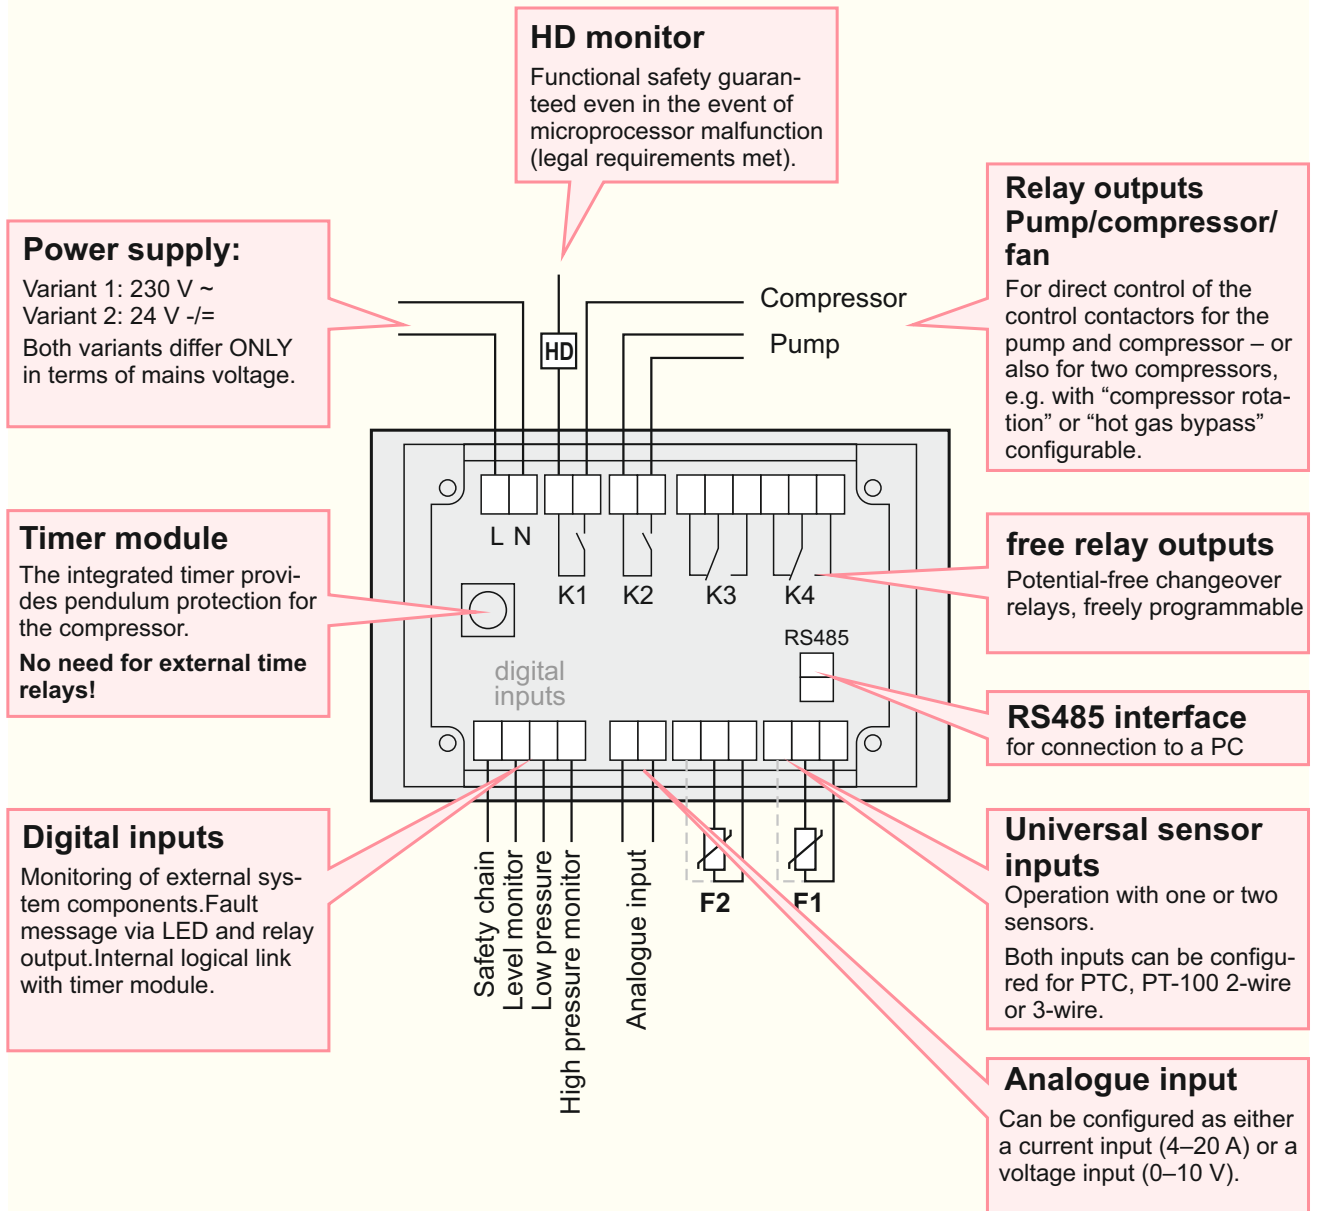 HD monitor
Functional safety guaran-
teed even in the event of
microprocessor malfunction
(legal requirements met).
Power supply:
Variant 1: 230 V ~
Variant 2: 24 V -/=
Both variants differ ONLY
in terms of mains voltage.
Relay outputs
Pump/compressor/
fan
For direct control of the
control contactors for the
pump and compressor – or
also for two compressors,
e.g. with “compressor rota-
tion” or “hot gas bypass”
configurable.
Compressor
Pump
HD
L N
K1
K2
K3
K4
RS485
digital
inputs
Timer module
The integrated timer provi-
des pendulum protection for
the compressor.
No need for external time
relays!
free relay outputs
Potential-free changeover
relays, freely programmable
RS485 interface
for connection to a PC
Digital inputs
Monitoring of external sys-
tem components.Fault
message via LED and relay
output.Internal logical link
with timer module.
Safety chain
Level monitor
Low pressure
High pressure monitor
Analogue input
F2
F1
Universal sensor
inputs
Operation with one or two
sensors.
Both inputs can be configu-
red for PTC, PT-100 2-wire
or 3-wire.
Analogue input
Can be configured as either
a current input (4–20 A) or a
voltage input (0–10 V).